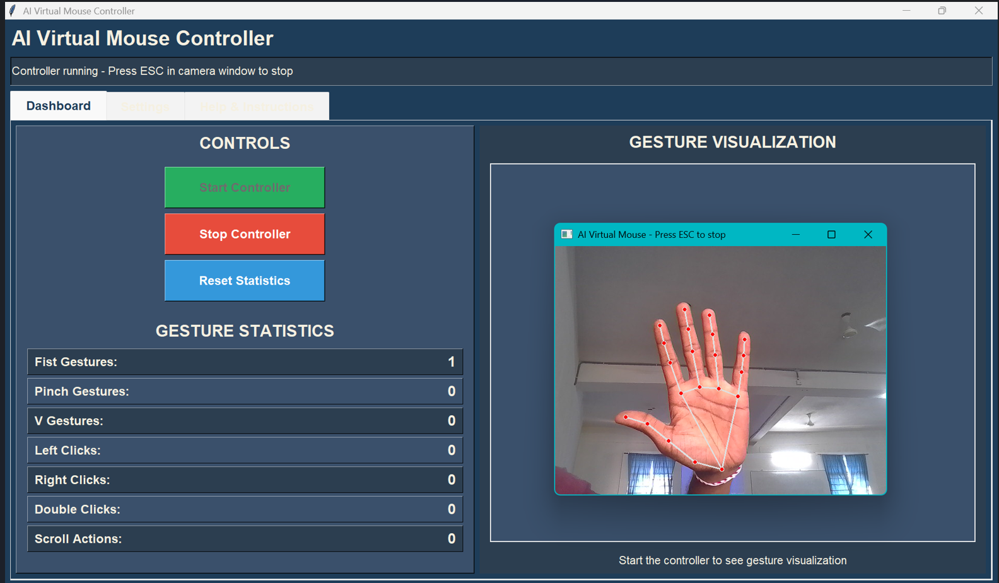 AI Virtual Mouse Controller
AI Virtual Mouse Controller
Controller running - Press ESC in camera window to stop
Dashboard
Settings
Help & Instructions
CONTROLS
Start Controller
Stop Controller
Reset Statistics
GESTURE STATISTICS
Fist Gestures: 1
Pinch Gestures: 0
V Gestures: 0
Left Clicks: 0
Right Clicks: 0
Double Clicks: 0
Scroll Actions: 0
GESTURE VISUALIZATION
AI Virtual Mouse - Press ESC to stop
Start the controller to see gesture visualization